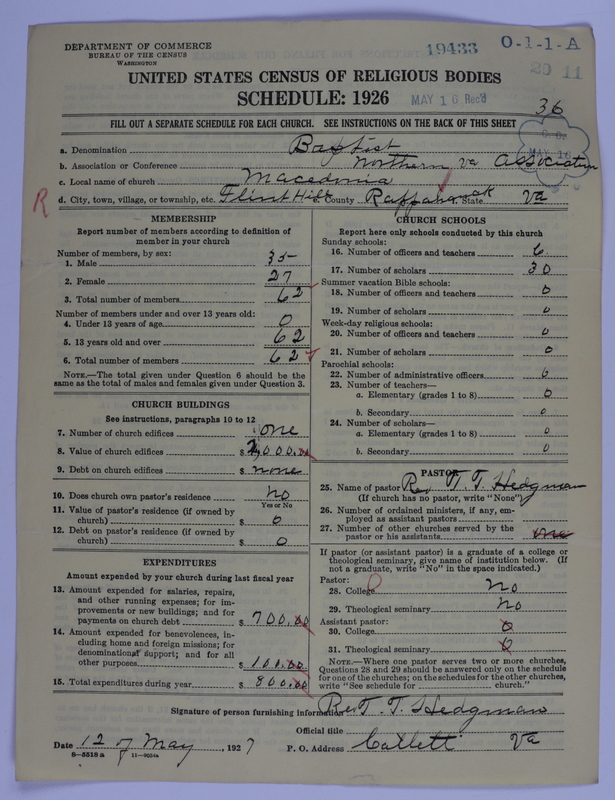 DEPARTMENT OF COMMERCE
BUREAU OF THE CENSUS
WASHINGTON
19433
0-1-1-A
29 11
UNITED STATES CENSUS OF RELIGIOUS BODIES
SCHEDULE: 1926
MAY 16 Rec'd
36
FILL OUT A SEPARATE SCHEDULE FOR EACH CHURCH. SEE INSTRUCTIONS ON THE BACK OF THIS SHEET
a. Denomination Baptist
b. Association or Conference Northern Va Association
c. Local name of church Macedonia
d. City, town, village, or township, etc. Flint Hill County Rappahannoak State Va
R
MEMBERSHIP
Report number of members according to definition of
member in your church
Number of members, by sex:
1. Male 35
2. Female 27
3. Total number of members 62
Number of members under and over 13 years old:
4. Under 13 years of age 0
5. 13 years old and over 62
6. Total number of members 62
NOTE.—The total given under Question 6 should be the
same as the total of males and females given under Question 3.
CHURCH BUILDINGS
See instructions, paragraphs 10 to 12
7. Number of church edifices one
8. Value of church edifices $ 2,000.00
9. Debt on church edifices $ none
10. Does church own pastor's residence No
Yes or No
11. Value of pastor's residence (if owned by
church) $ 0
12. Debt on pastor's residence (if owned by
church) $ 0
EXPENDITURES
Amount expended by your church during last fiscal year
13. Amount expended for salaries, repairs,
and other running expenses; for im-
provements or new buildings; and for
payments on church debt $ 700.00
14. Amount expended for benevolences, in-
cluding home and foreign missions; for
denominational support; and for all
other purposes $ 100.00
15. Total expenditures during year $ 800.00
CHURCH SCHOOLS
Report here only schools conducted by this church
Sunday schools:
16. Number of officers and teachers 6
17. Number of scholars 30
Summer vacation Bible schools:
18. Number of officers and teachers 0
19. Number of scholars 0
Week-day religious schools:
20. Number of officers and teachers 0
21. Number of scholars 0
Parochial schools:
22. Number of administrative officers 0
23. Number of teachers—
a. Elementary (grades 1 to 8) 0
b. Secondary 0
24. Number of scholars—
a. Elementary (grades 1 to 8) 0
b. Secondary 0
PASTOR
25. Name of pastor Rev T. T. Hedgman
(If church has no pastor, write "None")
26. Number of ordained ministers, if any, em-
ployed as assistant pastors
27. Number of other churches served by the
pastor or his assistants one
If pastor (or assistant pastor) is a graduate of a college or
theological seminary, give name of institution below. (If
not a graduate, write "No" in the space indicated.)
Pastor:
28. College No
29. Theological seminary No
Assistant pastor:
30. College 0
31. Theological seminary 0
NOTE.—Where one pastor serves two or more churches,
Questions 28 and 29 should be answered only on the schedule
for one of the churches; on the schedules for the other churches,
write "See schedule for church."
Signature of person furnishing information Rev T. T. Hedgman
Official title
Date 12 of May, 1927 P. O. Address Catlett Va
8-5518 a 11-9024a